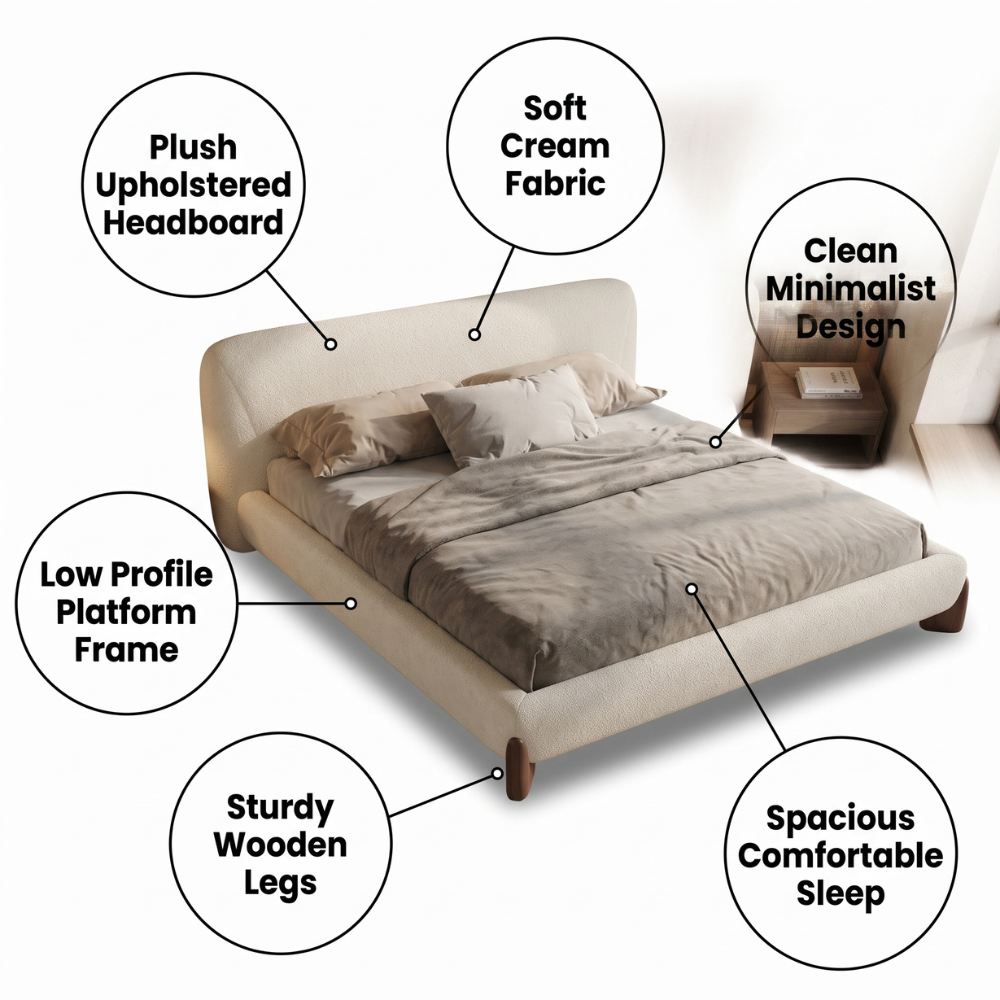 Plush
Upholstered
Headboard
Soft
Cream
Fabric
Clean
Minimalist
Design
Low Profile
Platform
Frame
Sturdy
Wooden
Legs
Spacious
Comfortable
Sleep